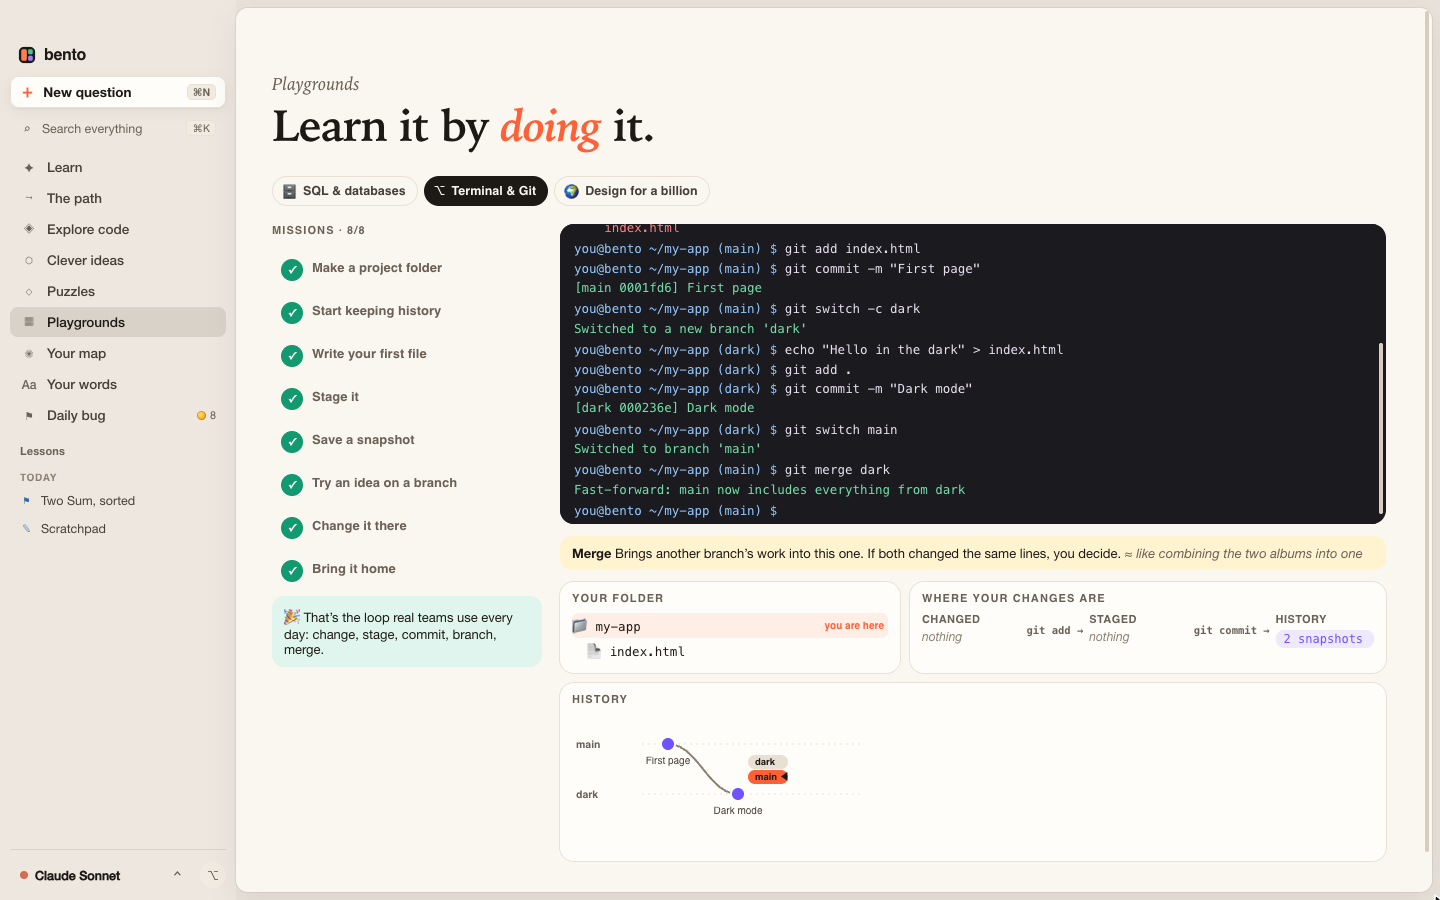 bento
New question ⌘N
Search everything ⌘K
Learn
The path
Explore code
Clever ideas
Puzzles
Playgrounds
Your map
Aa Your words
Daily bug 8
Lessons
TODAY
Two Sum, sorted
Scratchpad
Claude Sonnet
Playgrounds
Learn it by doing it.
SQL & databases
Terminal & Git
Design for a billion
MISSIONS · 8/8
Make a project folder
Start keeping history
Write your first file
Stage it
Save a snapshot
Try an idea on a branch
Change it there
Bring it home
🎉 That's the loop real teams use every
day: change, stage, commit, branch,
merge.
index.html
you@bento ~/my-app (main) $ git add index.html
you@bento ~/my-app (main) $ git commit -m "First page"
[main 0001fd6] First page
you@bento ~/my-app (main) $ git switch -c dark
Switched to a new branch 'dark'
you@bento ~/my-app (dark) $ echo "Hello in the dark" > index.html
you@bento ~/my-app (dark) $ git add .
you@bento ~/my-app (dark) $ git commit -m "Dark mode"
[dark 000236e] Dark mode
you@bento ~/my-app (dark) $ git switch main
Switched to branch 'main'
you@bento ~/my-app (main) $ git merge dark
Fast-forward: main now includes everything from dark
you@bento ~/my-app (main) $
Merge Brings another branch's work into this one. If both changed the same lines, you decide. ≈ like combining the two albums into one
YOUR FOLDER
my-app you are here
index.html
WHERE YOUR CHANGES ARE
CHANGED
nothing
git add →
STAGED
nothing
git commit →
HISTORY
2 snapshots
HISTORY
main
First page
dark
main
dark
Dark mode